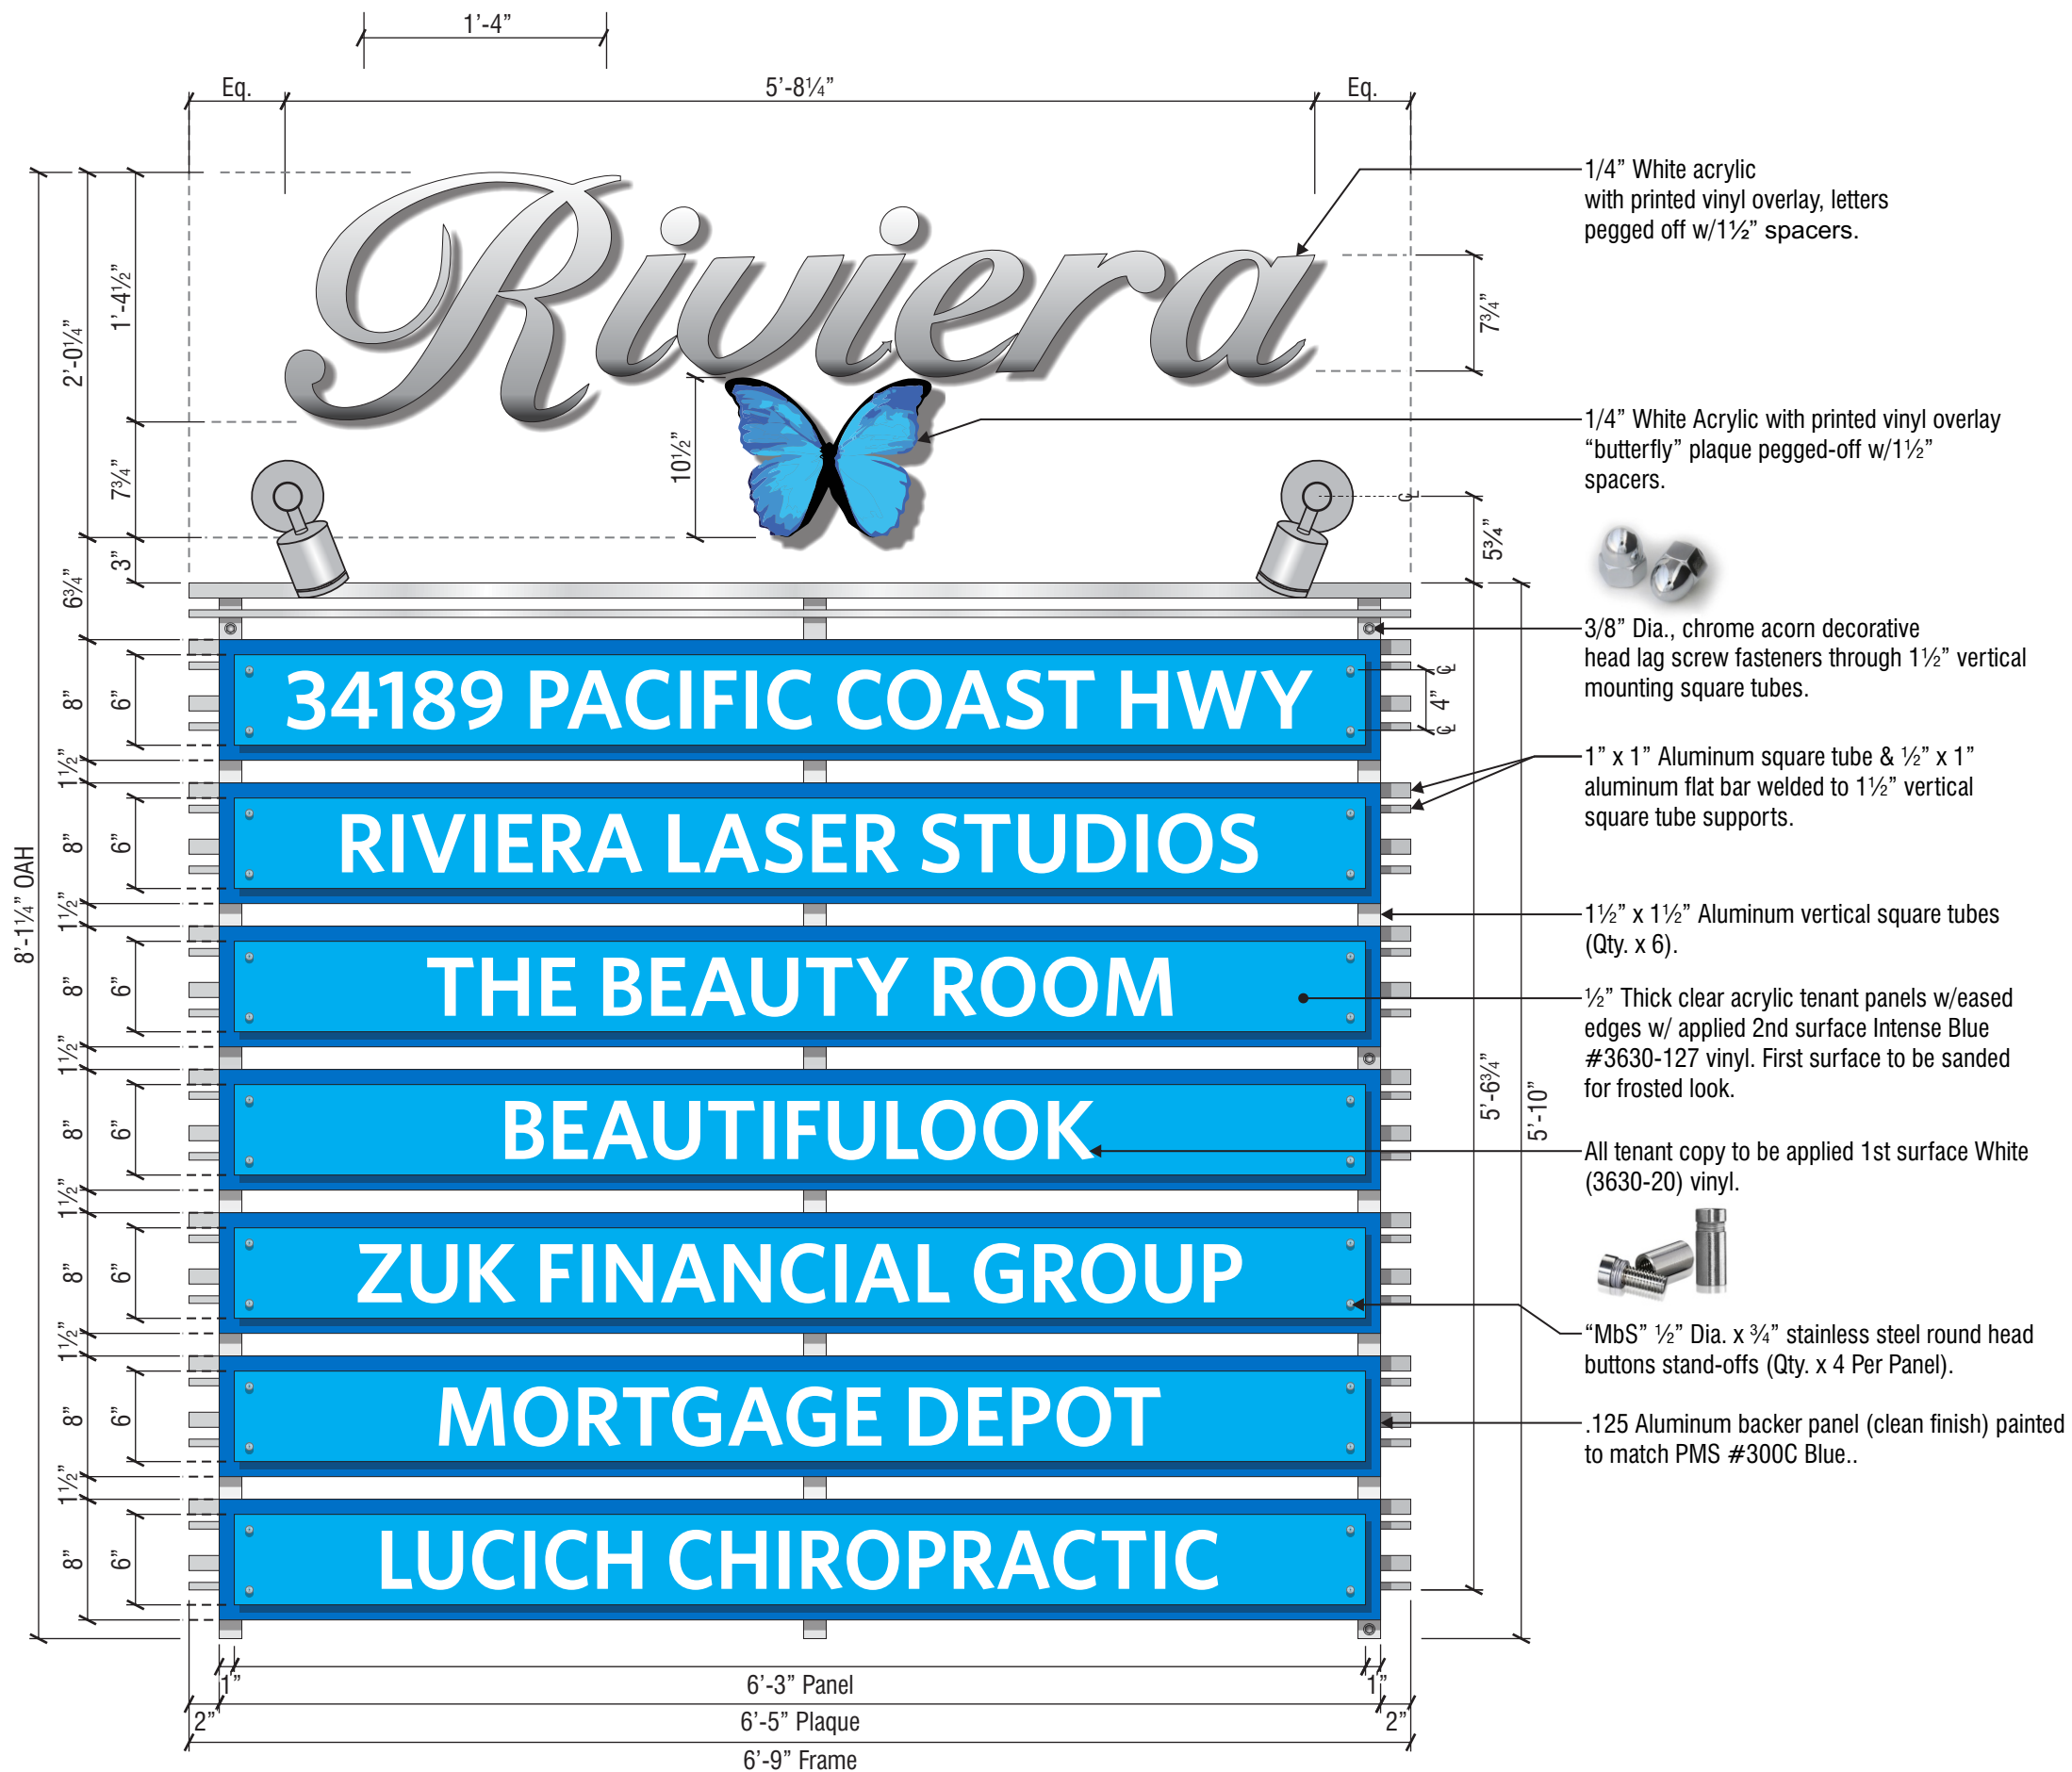 1’-4”
Eq.
5’-8¼”
Eq.
Riviera
1/4” White acrylic
with printed vinyl overlay, letters
pegged off w/1½” spacers.
1’-4½”
2’-0¼”
7¾”
10½”
7¾”
1/4” White Acrylic with printed vinyl overlay
“butterfly” plaque pegged-off w/1½”
spacers.
℄
5¾”
3”
6¾”
3/8” Dia., chrome acorn decorative
head lag screw fasteners through 1½” vertical
mounting square tubes.
34189 PACIFIC COAST HWY
8”
6”
4”
℄
℄
1½”
1” x 1” Aluminum square tube & ½” x 1”
aluminum flat bar welded to 1½” vertical
square tube supports.
RIVIERA LASER STUDIOS
8”
6”
1½”
8’-1¼” OAH
1½” x 1½” Aluminum vertical square tubes
(Qty. x 6).
THE BEAUTY ROOM
8”
6”
1½”
½” Thick clear acrylic tenant panels w/eased
edges w/ applied 2nd surface Intense Blue
#3630-127 vinyl. First surface to be sanded
for frosted look.
5’-6¾”
5’-10”
BEAUTIFULOOK
8”
6”
1½”
All tenant copy to be applied 1st surface White
(3630-20) vinyl.
ZUK FINANCIAL GROUP
8”
6”
1½”
“MbS” ½” Dia. x ¾” stainless steel round head
buttons stand-offs (Qty. x 4 Per Panel).
MORTGAGE DEPOT
8”
6”
1½”
.125 Aluminum backer panel (clean finish) painted
to match PMS #300C Blue..
LUCICH CHIROPRACTIC
8”
6”
1”
6’-3” Panel
1”
2”
6’-5” Plaque
2”
6’-9” Frame